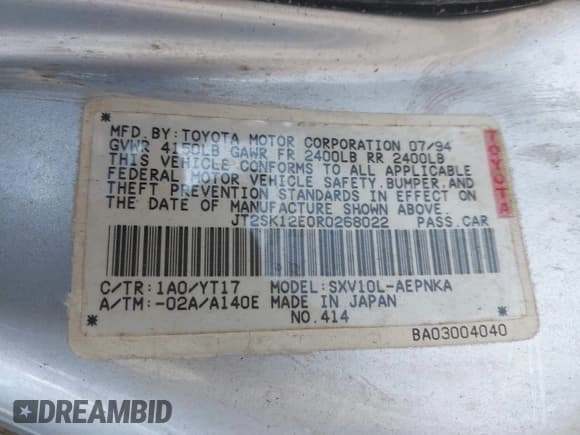 MFD.BY:TOYOTA MOTOR CORPORATION 07/94
GVWR 4150LB GAWR FR 2400LB RR 2400LB
THIS VEHICLE CONFORMS TO ALL APPLICABLE
FEDERAL MOTOR VEHICLE SAFETY.BUMPER.AND
THEFT PREVENTION STANDARDS IN EFFECT ON
THE DATE OF MANUFACTURE SHOWN ABOVE.
JT2SK12E0R0268022 PASS.CAR
TOYOTA
C/TR:1A0/YT17 MODEL:SXV10L-AEPNKA
A/TM:-02A/A140E MADE IN JAPAN
NO.414
BA03004040
DREAMBID